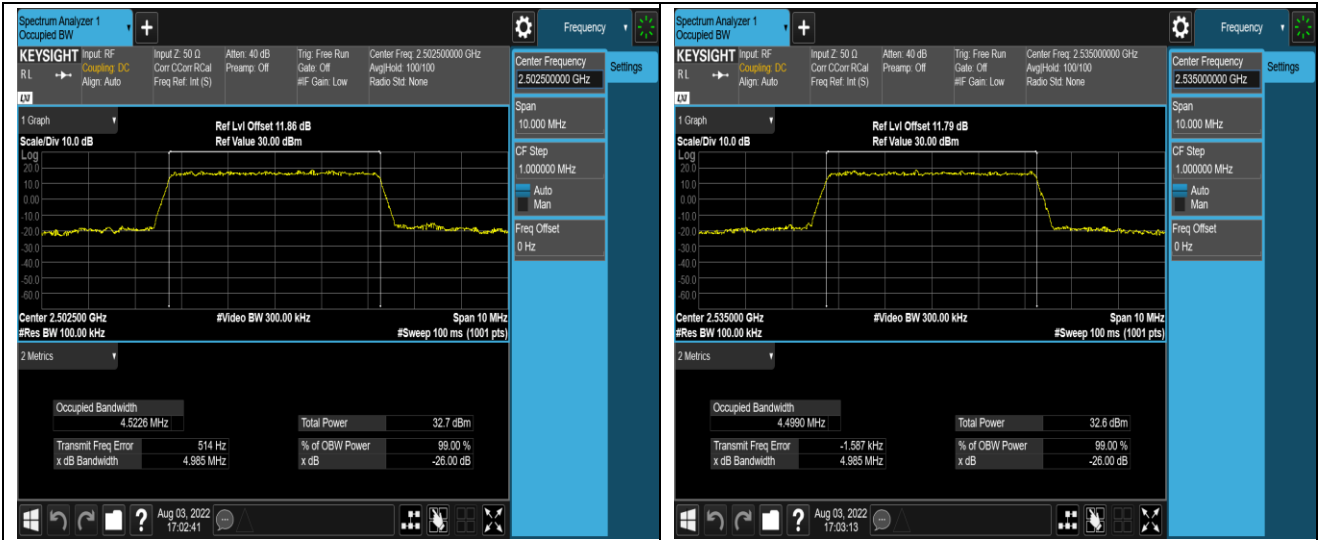 Spectrum Analyzer 1
Occupied BW
+
Frequency
KEYSIGHT Input: RF Input Z: 50 Ω Atten: 40 dB Trig: Free Run Center Freq: 2.502500000 GHz
RL Coupling: DC Corr CCorr RCal Preamp: Off Gate: Off Avg|Hold: 100/100
Align: Auto Freq Ref: Int (S) #IF Gain: Low Radio Std: None
LXI
Center Frequency
2.502500000 GHz
Settings
Span
10.000 MHz
CF Step
1.000000 MHz
Auto
Man
Freq Offset
0 Hz
1 Graph
Ref Lvl Offset 11.86 dB
Scale/Div 10.0 dB Ref Value 30.00 dBm
Log
20.0
10.0
0.00
-10.0
-20.0
-30.0
-40.0
-50.0
-60.0
Center 2.502500 GHz #Video BW 300.00 kHz Span 10 MHz
#Res BW 100.00 kHz #Sweep 100 ms (1001 pts)
2 Metrics
Occupied Bandwidth
4.5226 MHz Total Power 32.7 dBm
Transmit Freq Error 514 Hz % of OBW Power 99.00 %
x dB Bandwidth 4.985 MHz x dB -26.00 dB
? Aug 03, 2022
17:02:41
Spectrum Analyzer 1
Occupied BW
+
Frequency
KEYSIGHT Input: RF Input Z: 50 Ω Atten: 40 dB Trig: Free Run Center Freq: 2.535000000 GHz
RL Coupling: DC Corr CCorr RCal Preamp: Off Gate: Off Avg|Hold: 100/100
Align: Auto Freq Ref: Int (S) #IF Gain: Low Radio Std: None
LXI
Center Frequency
2.535000000 GHz
Settings
Span
10.000 MHz
CF Step
1.000000 MHz
Auto
Man
Freq Offset
0 Hz
1 Graph
Ref Lvl Offset 11.79 dB
Scale/Div 10.0 dB Ref Value 30.00 dBm
Log
20.0
10.0
0.00
-10.0
-20.0
-30.0
-40.0
-50.0
-60.0
Center 2.535000 GHz #Video BW 300.00 kHz Span 10 MHz
#Res BW 100.00 kHz #Sweep 100 ms (1001 pts)
2 Metrics
Occupied Bandwidth
4.4990 MHz Total Power 32.6 dBm
Transmit Freq Error -1.587 kHz % of OBW Power 99.00 %
x dB Bandwidth 4.985 MHz x dB -26.00 dB
? Aug 03, 2022
17:03:13